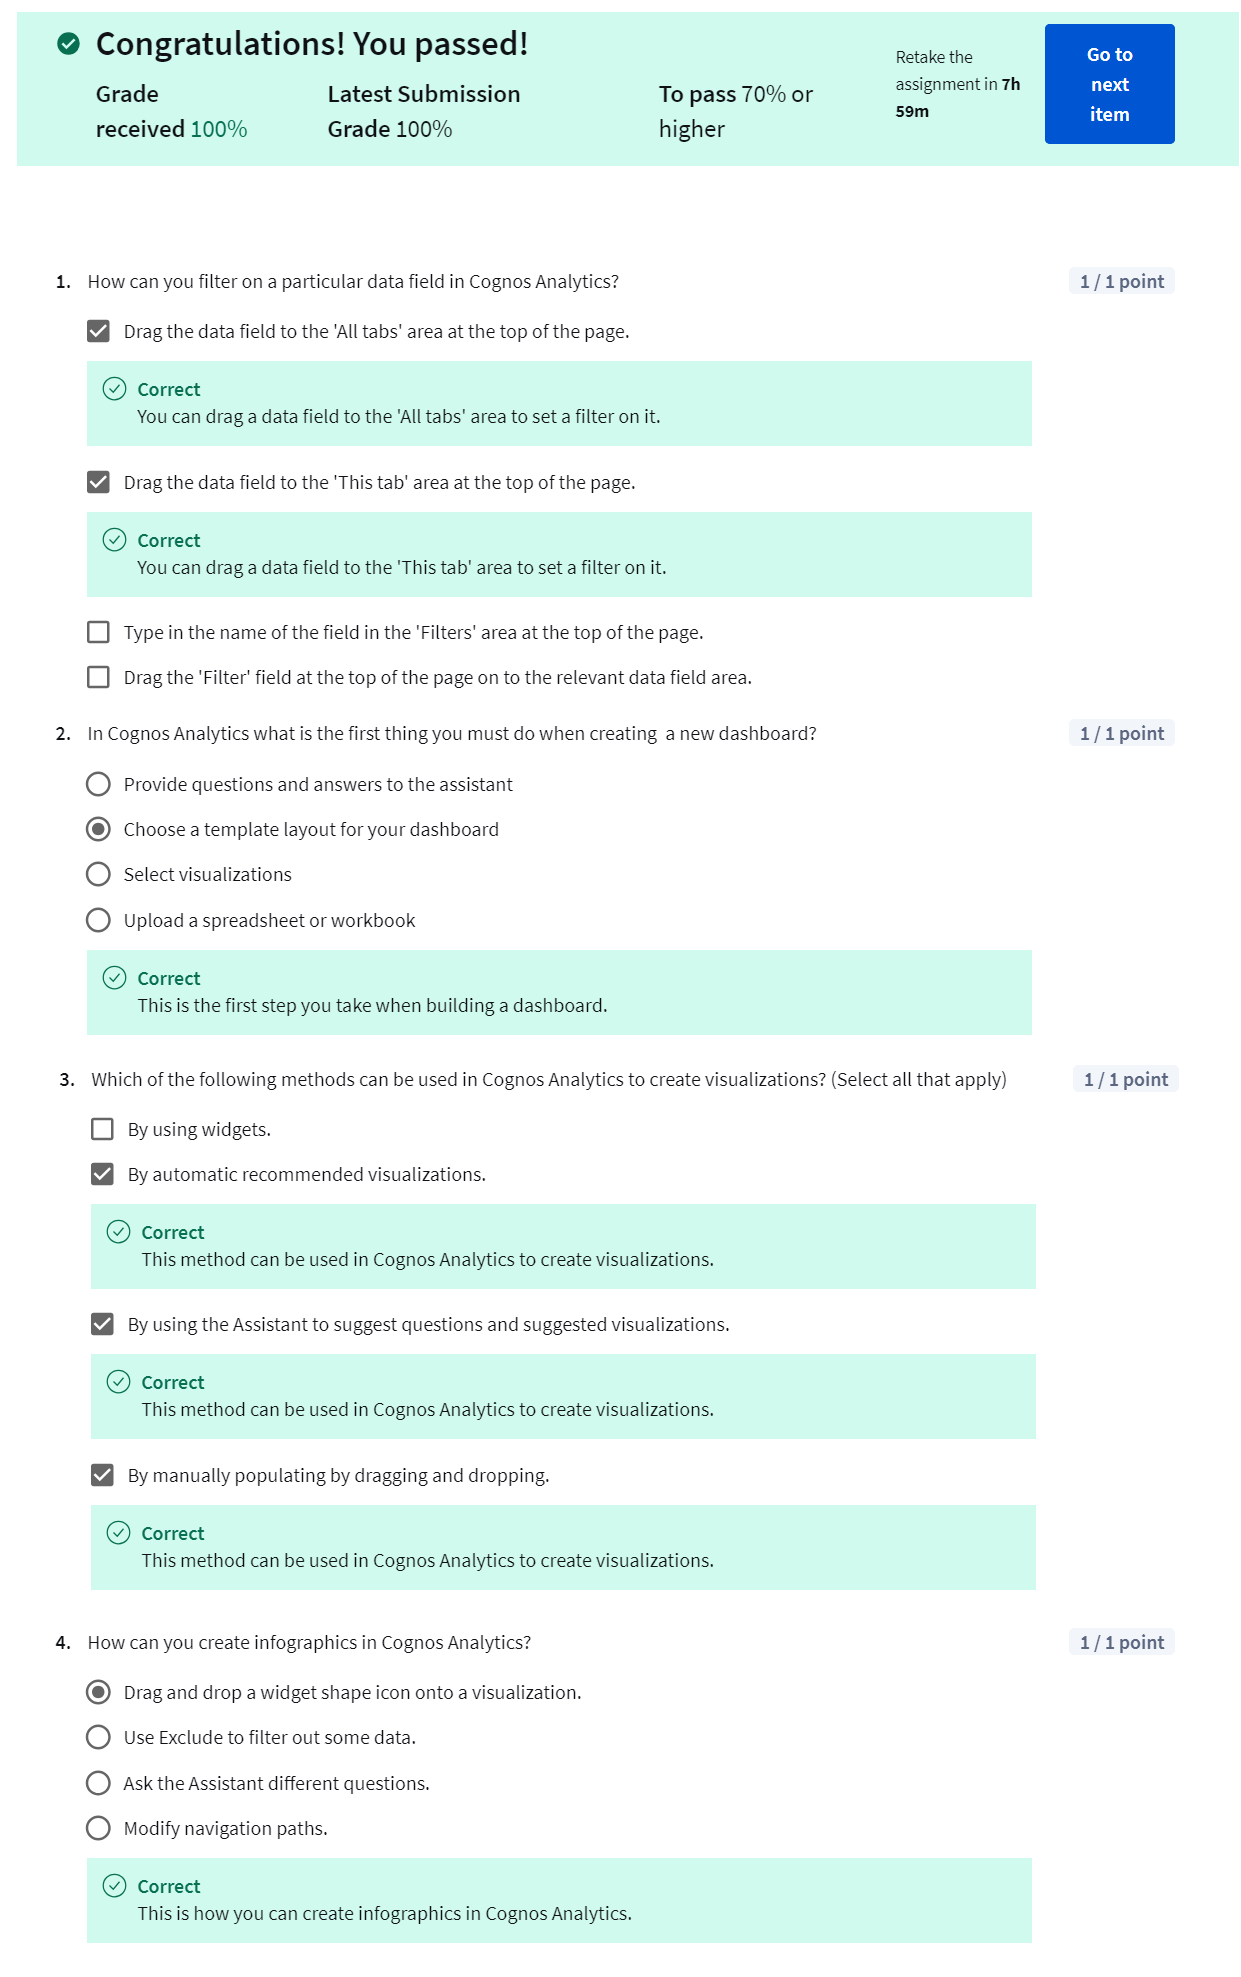 Congratulations! You passed!
Grade received 100%
Latest Submission Grade 100%
To pass 70% or higher
Retake the assignment in 7h 59m
Go to next item
1. How can you filter on a particular data field in Cognos Analytics?
1 / 1 point
Drag the data field to the 'All tabs' area at the top of the page.
Correct
You can drag a data field to the 'All tabs' area to set a filter on it.
Drag the data field to the 'This tab' area at the top of the page.
Correct
You can drag a data field to the 'This tab' area to set a filter on it.
Type in the name of the field in the 'Filters' area at the top of the page.
Drag the 'Filter' field at the top of the page on to the relevant data field area.
2. In Cognos Analytics what is the first thing you must do when creating  a new dashboard?
1 / 1 point
Provide questions and answers to the assistant
Choose a template layout for your dashboard
Select visualizations
Upload a spreadsheet or workbook
Correct
This is the first step you take when building a dashboard.
3. Which of the following methods can be used in Cognos Analytics to create visualizations? (Select all that apply)
1 / 1 point
By using widgets.
By automatic recommended visualizations.
Correct
This method can be used in Cognos Analytics to create visualizations.
By using the Assistant to suggest questions and suggested visualizations.
Correct
This method can be used in Cognos Analytics to create visualizations.
By manually populating by dragging and dropping.
Correct
This method can be used in Cognos Analytics to create visualizations.
4. How can you create infographics in Cognos Analytics?
1 / 1 point
Drag and drop a widget shape icon onto a visualization.
Use Exclude to filter out some data.
Ask the Assistant different questions.
Modify navigation paths.
Correct
This is how you can create infographics in Cognos Analytics.